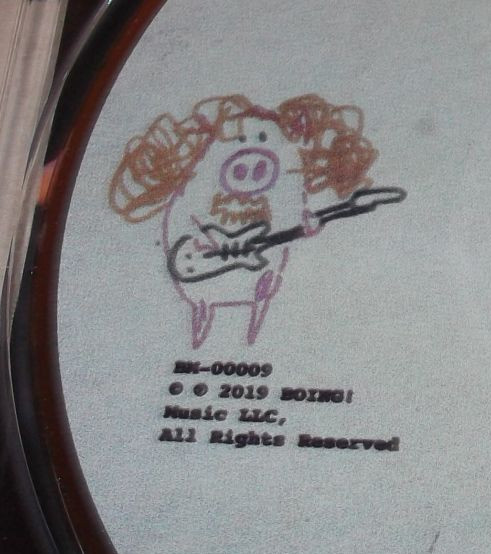 BM-00009
© ℗ 2019 BOING!
Music LLC,
All Rights Reserved